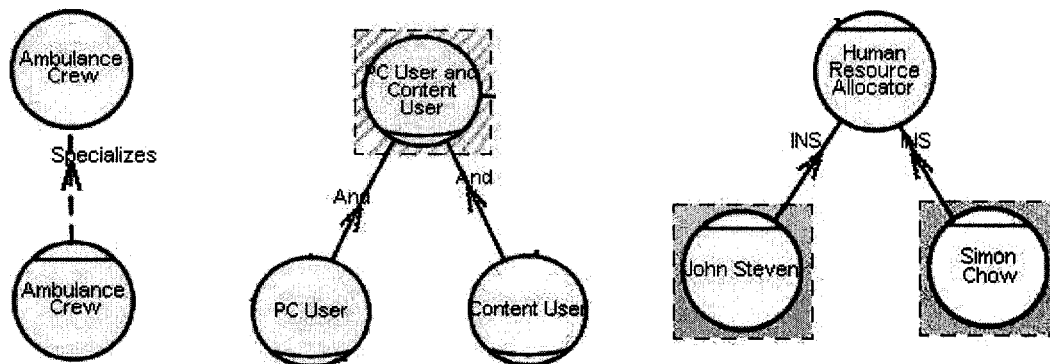 Ambulance
Crew
Specializes
Ambulance
Crew
PC User and
Content
User
And
And
PC User
Content User
Human
Resource
Allocator
INS
INS
John Steven
Simon
Chow